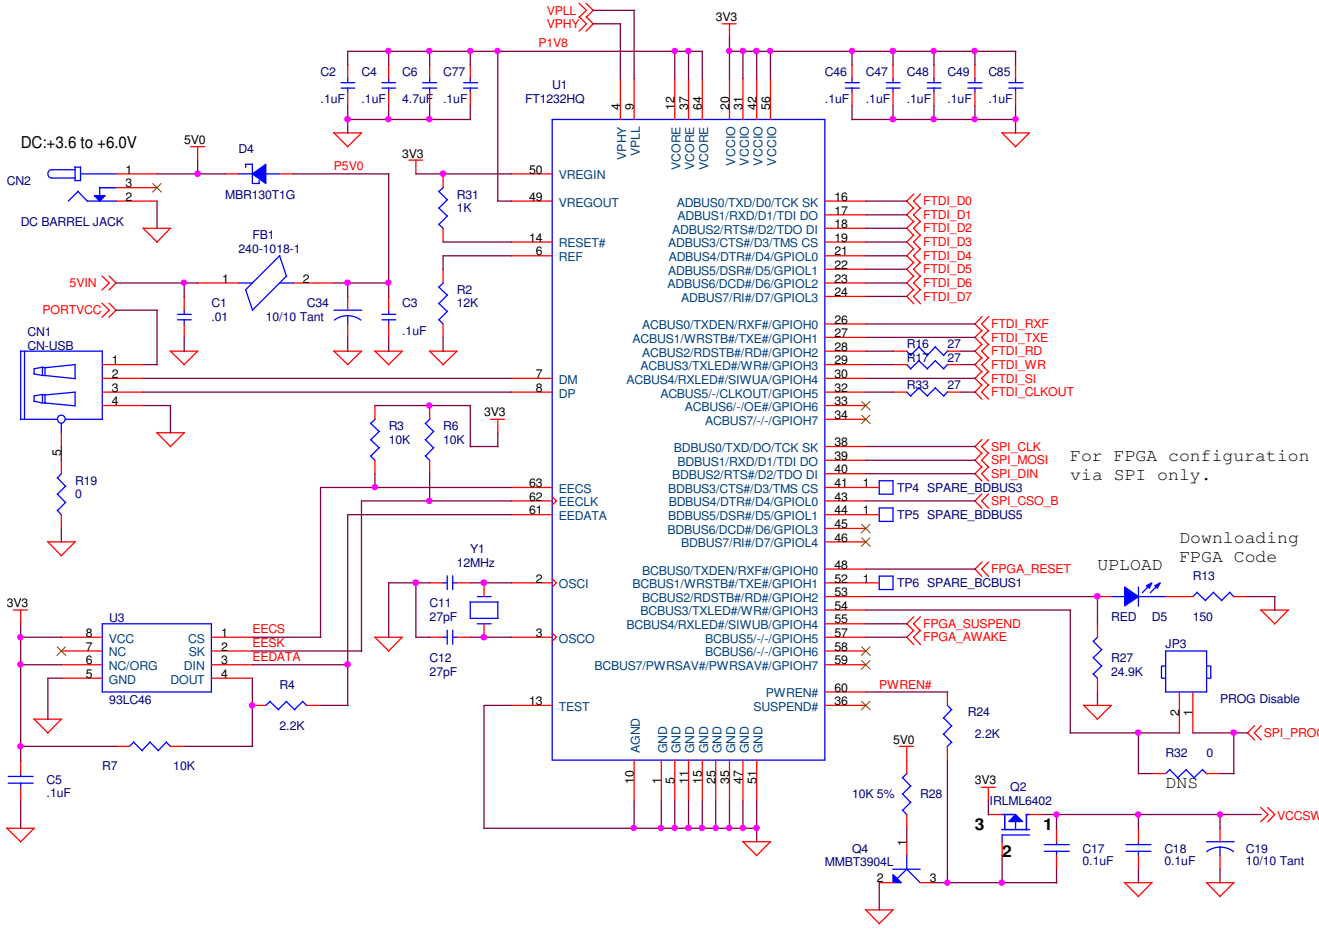 VPLL
VPHY
P1V8
3V3
C2
.1uF
C4
.1uF
C6
4.7uF
C77
.1uF
U1
FT1232HQ
C46
.1uF
C47
.1uF
C48
.1uF
C49
.1uF
C85
.1uF
4
9
12
37
64
20
31
42
56
VPHY
VPLL
VCORE
VCORE
VCORE
VCCIO
VCCIO
VCCIO
VCCIO
DC:+3.6 to +6.0V
CN2
1
3
2
DC BARREL JACK
5V0
D4
MBR130T1G
P5V0
3V3
R31
1K
R2
12K
50 VREGIN
49 VREGOUT
14 RESET#
6 REF
FB1
240-1018-1
5VIN
1
2
C1
.01
C34
10/10 Tant
C3
.1uF
PORTVCC
CN1
CN-USB
1
2
3
4
5
R19
0
7 DM
8 DP
R3
10K
R6
10K
3V3
63 EECS
62 EECLK
61 EEDATA
Y1
12MHz
C11
27pF
C12
27pF
2 OSCI
3 OSCO
13 TEST
3V3
U3
8 VCC
7 NC
6 NC/ORG
5 GND
CS 1
SK 2
DIN 3
DOUT 4
93LC46
EECS
EESK
EEDATA
R4
2.2K
R7
10K
C5
.1uF
ADBUS0/TXD/D0/TCK SK 16 FTDI_D0
ADBUS1/RXD/D1/TDI DO 17 FTDI_D1
ADBUS2/RTS#/D2/TDO DI 18 FTDI_D2
ADBUS3/CTS#/D3/TMS CS 19 FTDI_D3
ADBUS4/DTR#/D4/GPIOL0 21 FTDI_D4
ADBUS5/DSR#/D5/GPIOL1 22 FTDI_D5
ADBUS6/DCD#/D6/GPIOL2 23 FTDI_D6
ADBUS7/RI#/D7/GPIOL3 24 FTDI_D7
ACBUS0/TXDEN/RXF#/GPIOH0 26 FTDI_RXF
ACBUS1/WRSTB#/TXE#/GPIOH1 27 FTDI_TXE
ACBUS2/RDSTB#/RD#/GPIOH2 28 R16 27 FTDI_RD
ACBUS3/TXLED#/WR#/GPIOH3 29 R17 27 FTDI_WR
ACBUS4/RXLED#/SIWUA/GPIOH4 30 FTDI_SI
ACBUS5/-/CLKOUT/GPIOH5 32 R33 27 FTDI_CLKOUT
ACBUS6/-/OE#/GPIOH6 33
ACBUS7/-/-/GPIOH7 34
BDBUS0/TXD/DO/TCK SK 38 SPI_CLK
BDBUS1/RXD/D1/TDI DO 39 SPI_MOSI
BDBUS2/RTS#/D2/TDO DI 40 SPI_DIN
BDBUS3/CTS#/D3/TMS CS 41 1 TP4 SPARE_BDBUS3
BDBUS4/DTR#/D4/GPIOL0 43 SPI_CSO_B
BDBUS5/DSR#/D5/GPIOL1 44 1 TP5 SPARE_BDBUS5
BDBUS6/DCD#/D6/GPIOL3 45
BDBUS7/RI#/D7/GPIOL4 46
For FPGA configuration
via SPI only.
BCBUS0/TXDEN/RXF#/GPIOH0 48 FPGA_RESET
BCBUS1/WRSTB#/TXE#/GPIOH1 52 1 TP6 SPARE_BCBUS1
BCBUS2/RDSTB#/RD#/GPIOH2 53
BCBUS3/TXLED#/WR#/GPIOH3 54
BCBUS4/RXLED#/SIWUB/GPIOH4 55 FPGA_SUSPEND
BCBUS5/-/-/GPIOH5 57 FPGA_AWAKE
BCBUS6/-/-/GPIOH6 58
BCBUS7/PWRSAV#/PWRSAV#/GPIOH7 59
PWREN# 60 PWREN#
SUSPEND# 36
Downloading
FPGA Code
UPLOAD
RED
D5
R13
150
R27
24.9K
JP3
2
1
PROG Disable
R32
0
DNS
SPI_PROG
R24
2.2K
5V0
10K 5%
R28
Q4
MMBT3904L
1
2
3
3V3
Q2
IRLML6402
3
1
2
C17
0.1uF
C18
0.1uF
C19
10/10 Tant
VCCSW
AGND
GND
GND
GND
GND
GND
GND
GND
GND
10
1
5
11
15
25
35
47
51